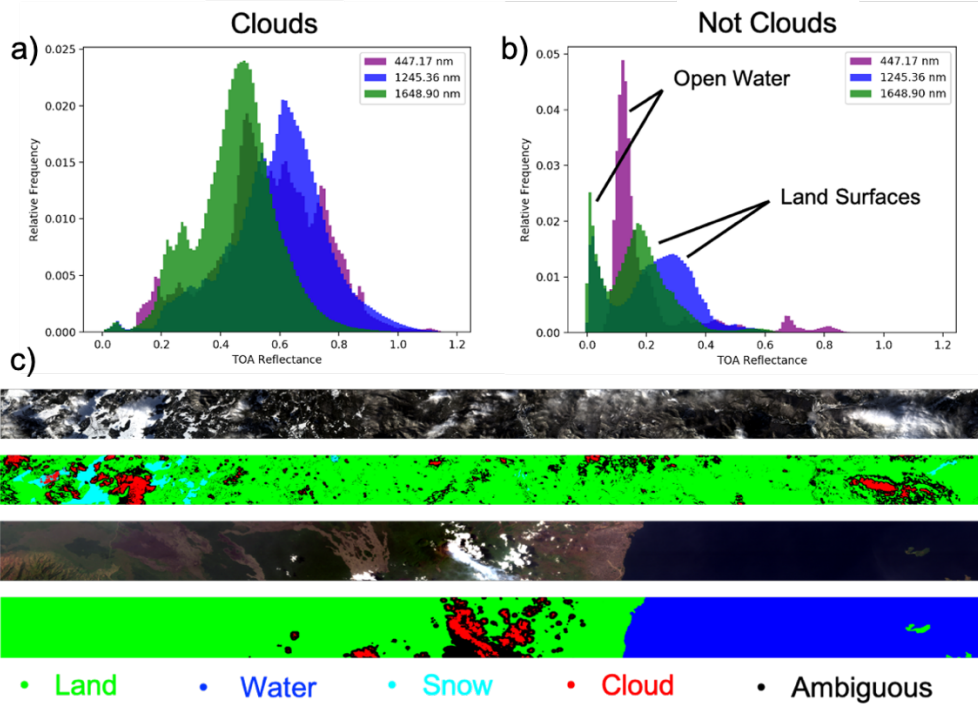 Clouds
Not Clouds
a)
b)
0.025
0.020
0.015
0.010
0.005
0.000
Relative Frequency
447.17 nm
1245.36 nm
1648.90 nm
0.0 0.2 0.4 0.6 0.8 1.0 1.2
TOA Reflectance
0.05
0.04
0.03
0.02
0.01
0.00
Relative Frequency
447.17 nm
1245.36 nm
1648.90 nm
Open Water
Land Surfaces
0.0 0.2 0.4 0.6 0.8 1.0 1.2
TOA Reflectance
c)
Land Water Snow Cloud Ambiguous